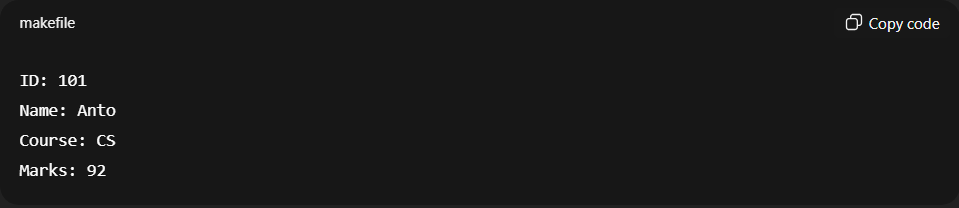 makefile
Copy code
ID: 101
Name: Anto
Course: CS
Marks: 92